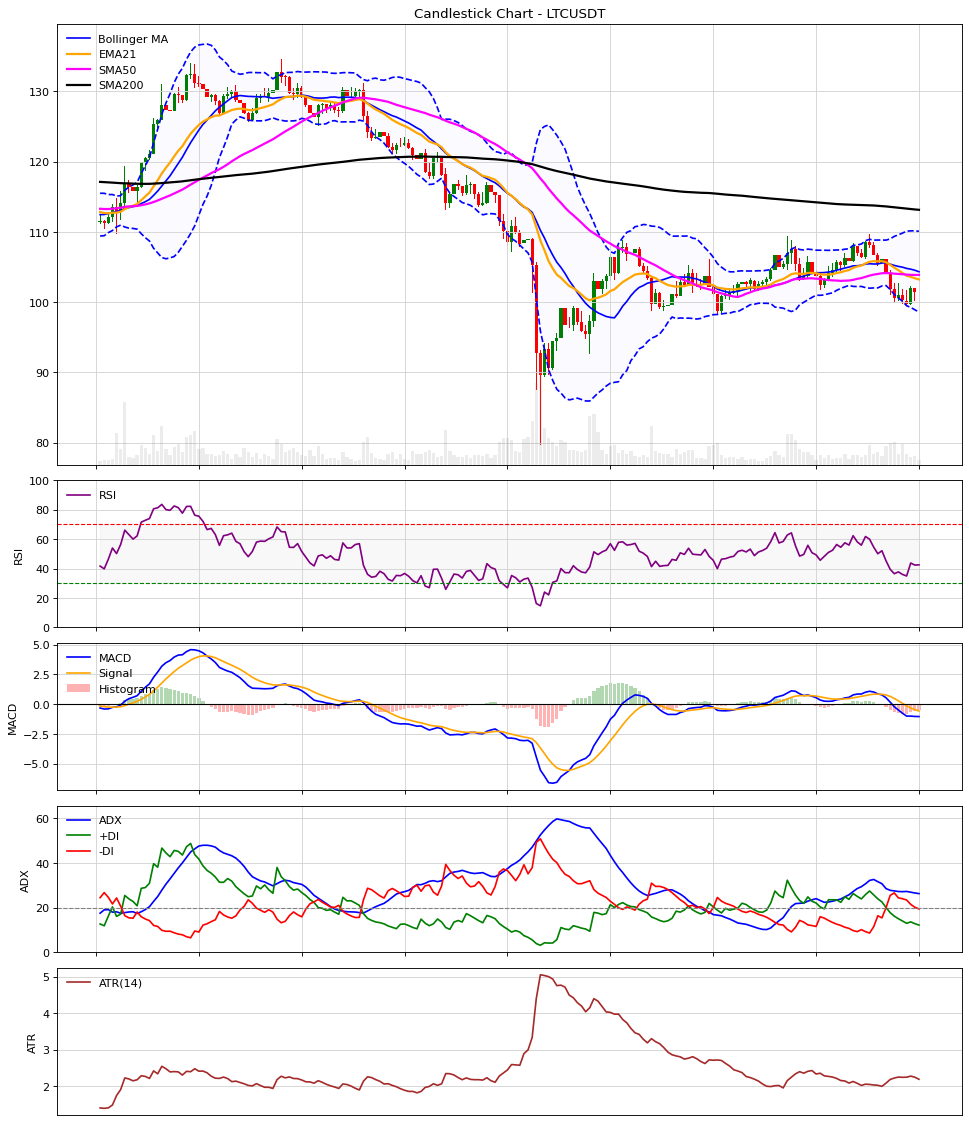 Candlestick Chart - LTCUSDT
Bollinger MA
EMA21
SMA50
SMA200
130
120
110
100
90
80
100
80
60
40
20
0
RSI
RSI
5.0
2.5
0.0
−2.5
−5.0
MACD
MACD
Signal
Histogram
60
40
20
0
ADX
ADX
+DI
-DI
5
4
3
2
ATR
ATR(14)